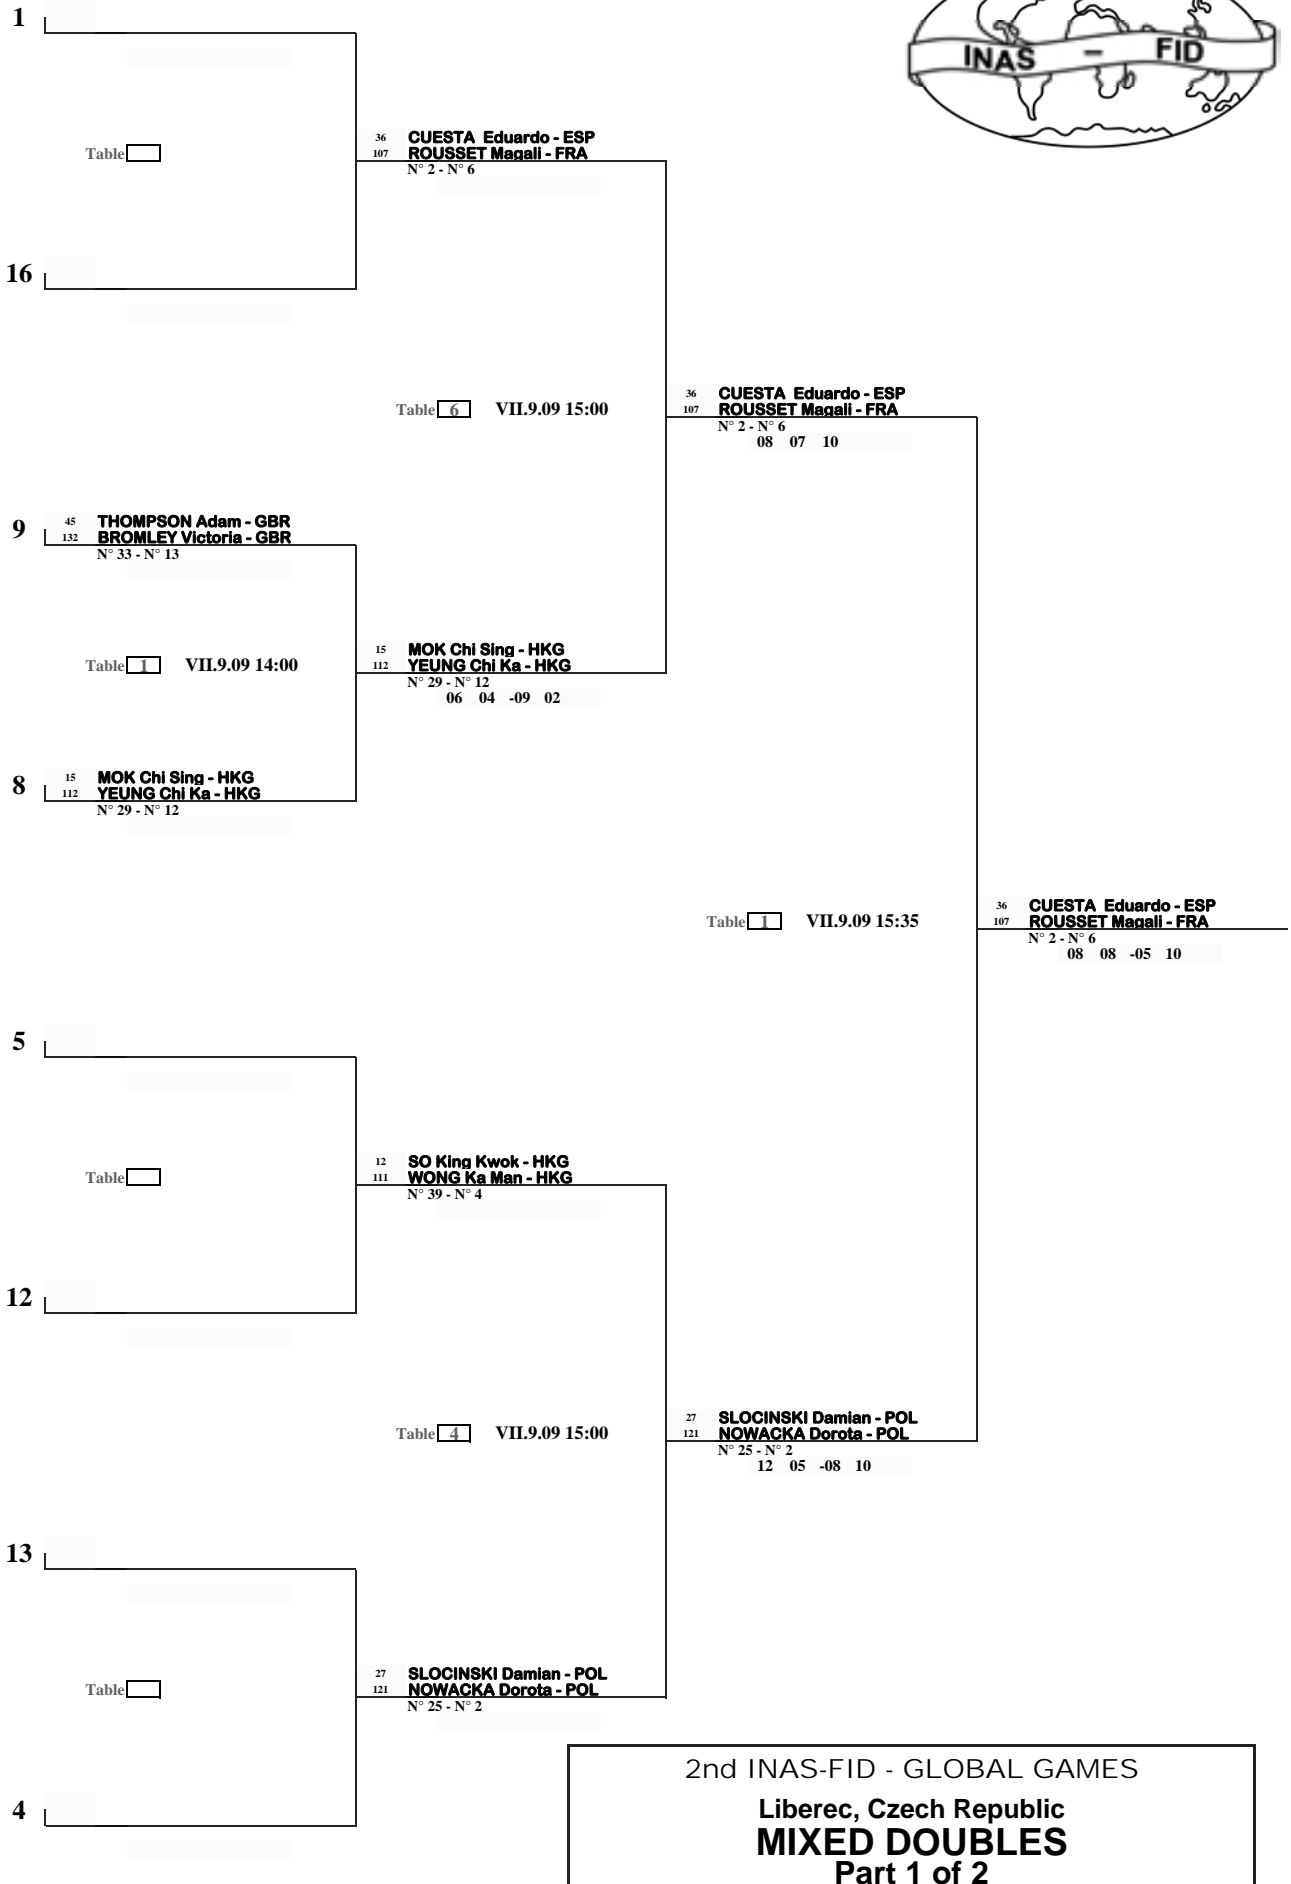 1
INAS – FID
36 CUESTA Eduardo - ESP
Table
107 ROUSSET Magali - FRA
N° 2 - N° 6
16
36 CUESTA Eduardo - ESP
Table 6 VII.9.09 15:00
107 ROUSSET Magali - FRA
N° 2 - N° 6
08 07 10
9
45 THOMPSON Adam - GBR
132 BROMLEY Victoria - GBR
N° 33 - N° 13
15 MOK Chi Sing - HKG
Table 1 VII.9.09 14:00
112 YEUNG Chi Ka - HKG
N° 29 - N° 12
06 04 -09 02
8
15 MOK Chi Sing - HKG
112 YEUNG Chi Ka - HKG
N° 29 - N° 12
36 CUESTA Eduardo - ESP
Table 1 VII.9.09 15:35
107 ROUSSET Magali - FRA
N° 2 - N° 6
08 08 -05 10
5
12 SO King Kwok - HKG
Table
111 WONG Ka Man - HKG
N° 39 - N° 4
12
27 SLOCINSKI Damian - POL
Table 4 VII.9.09 15:00
121 NOWACKA Dorota - POL
N° 25 - N° 2
12 05 -08 10
13
27 SLOCINSKI Damian - POL
Table
121 NOWACKA Dorota - POL
N° 25 - N° 2
4
2nd INAS-FID - GLOBAL GAMES
Liberec, Czech Republic
MIXED DOUBLES
Part 1 of 2